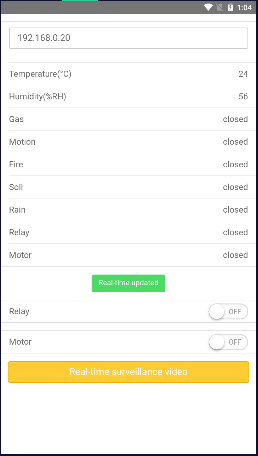 1:04
192.168.0.20
Temperature(°C) 24
Humidity(%RH) 56
Gas closed
Motion closed
Fire closed
Soll closed
Rain closed
Relay closed
Motor closed
Real-time updated
Relay OFF
Motor OFF
Real-time surveillance video